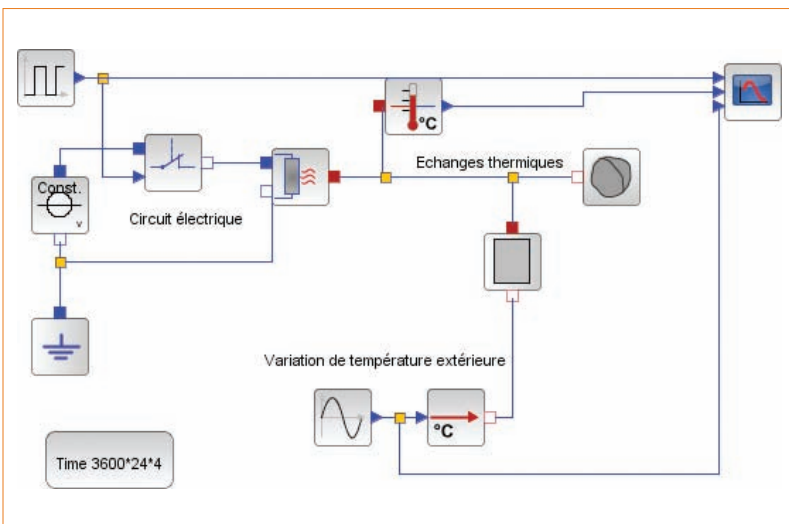 °C
Echanges thermiques
Const.
v
Circuit électrique
Variation de température extérieure
°C
Time 3600*24*4